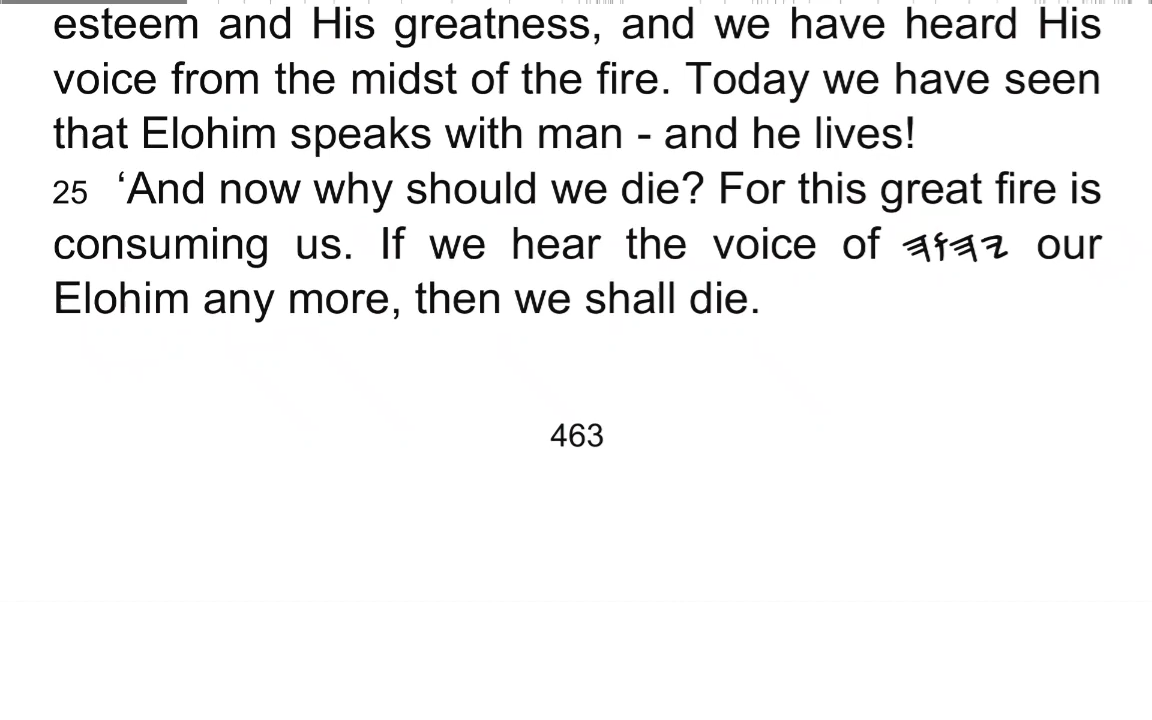 esteem and His greatness, and we have heard His
voice from the midst of the fire. Today we have seen
that Elohim speaks with man - and he lives!
25 ‘And now why should we die? For this great fire is
consuming us. If we hear the voice of 𐤉𐤄𐤅𐤄 our
Elohim any more, then we shall die.
463